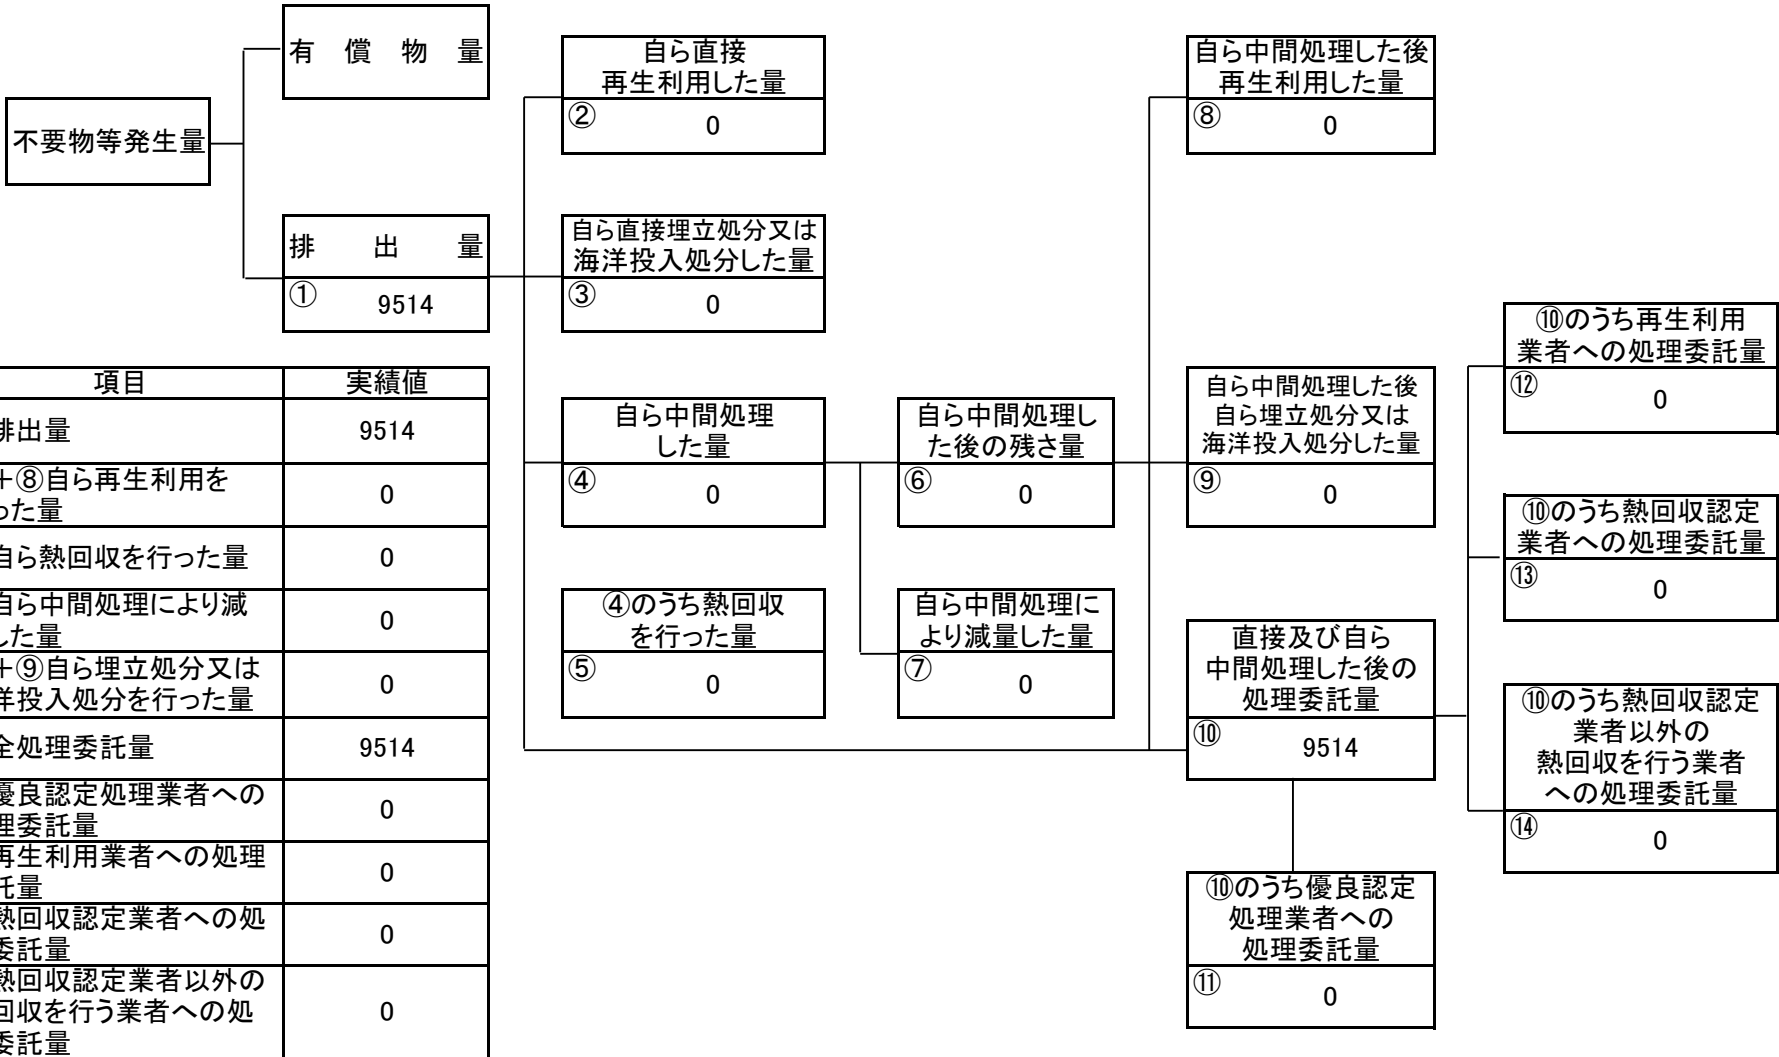 有　償　物　量
不要物等発生量
排　出　量
① 9514
自ら直接
再生利用した量
② 0
自ら直接埋立処分又は
海洋投入処分した量
③ 0
自ら中間処理
した量
④ 0
④のうち熱回収
を行った量
⑤ 0
自ら中間処理し
た後の残さ量
⑥ 0
自ら中間処理に
より減量した量
⑦ 0
自ら中間処理した後
再生利用した量
⑧ 0
自ら中間処理した後
自ら埋立処分又は
海洋投入処分した量
⑨ 0
直接及び自ら
中間処理した後の
処理委託量
⑩ 9514
⑩のうち優良認定
処理業者への
処理委託量
⑪ 0
⑩のうち再生利用
業者への処理委託量
⑫ 0
⑩のうち熱回収認定
業者への処理委託量
⑬ 0
⑩のうち熱回収認定
業者以外の
熱回収を行う業者
への処理委託量
⑭ 0
項目 実績値
排出量 9514
＋⑧自ら再生利用を
った量 0
自ら熱回収を行った量 0
自ら中間処理により減
した量 0
＋⑨自ら埋立処分又は
洋投入処分を行った量 0
全処理委託量 9514
優良認定処理業者への
理委託量 0
再生利用業者への処理
託量 0
熱回収認定業者への処
委託量 0
熱回収認定業者以外の
回収を行う業者への処 0
委託量